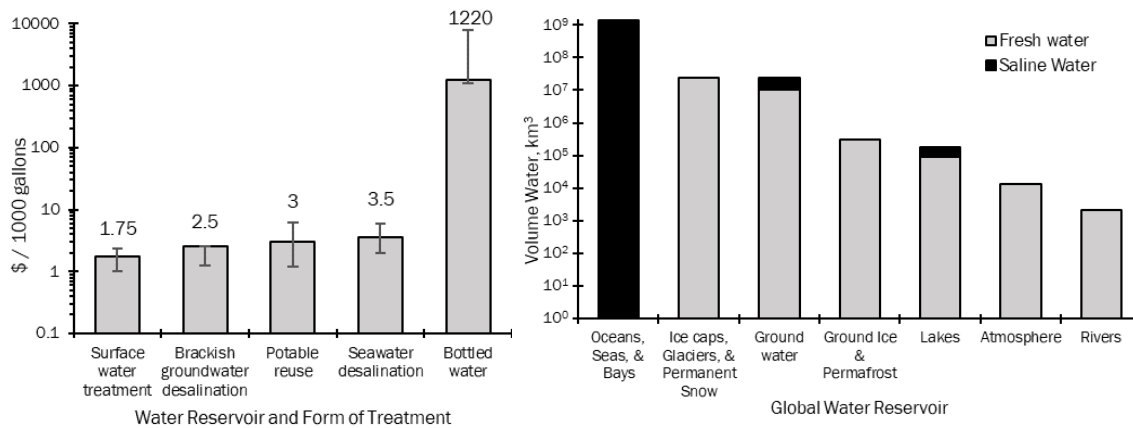 10000
1000
100
10
1
0.1
$ / 1000 gallons
1.75
2.5
3
3.5
1220
Surface
water
treatment
Brackish
groundwater
desalination
Potable
reuse
Seawater
desalination
Bottled
water
Water Reservoir and Form of Treatment
10⁹
10⁸
10⁷
10⁶
10⁵
10⁴
10³
10²
10¹
10⁰
Volume Water, km³
Fresh water
Saline Water
Oceans,
Seas, &
Bays
Ice caps,
Glaciers, &
Permanent
Snow
Ground
water
Ground Ice
&
Permafrost
Lakes
Atmosphere
Rivers
Global Water Reservoir